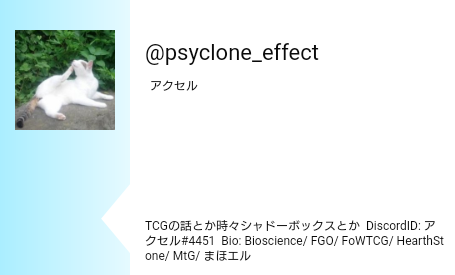 @psyclone_effect
アクセル
TCGの話とか時々シャドーボックスとか DiscordID: ア
クセル#4451 Bio: Bioscience/ FGO/ FoWTCG/ HearthSt
one/ MtG/ まほエル